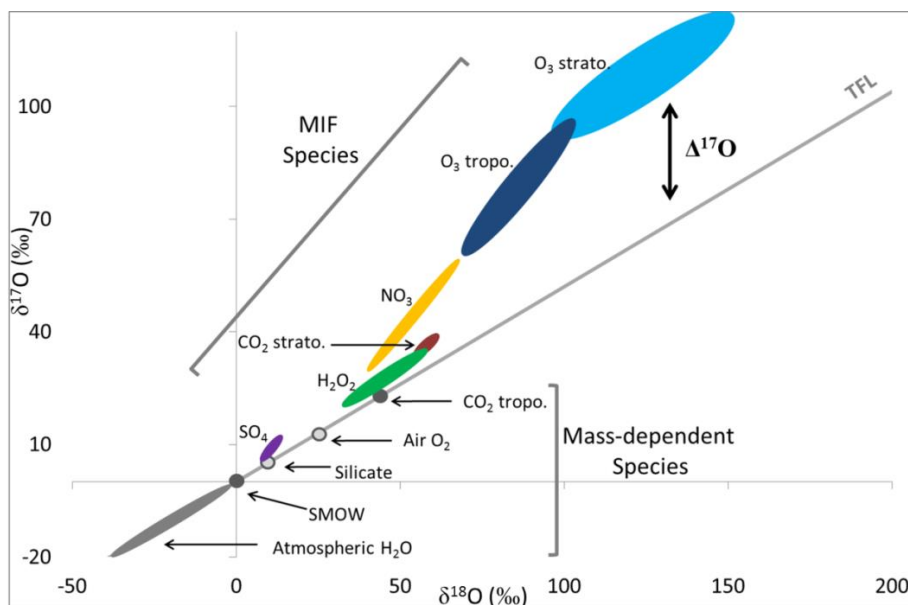 O₃ strato.
TFL
100
MIF
Species
Δ¹⁷O
O₃ tropo.
70
δ¹⁷O (‰)
NO₃
40
CO₂ strato.
H₂O₂
CO₂ tropo.
SO₄
10
Air O₂
Mass-dependent
Species
Silicate
SMOW
-20
Atmospheric H₂O
-50
0
50
100
150
200
δ¹⁸O (‰)